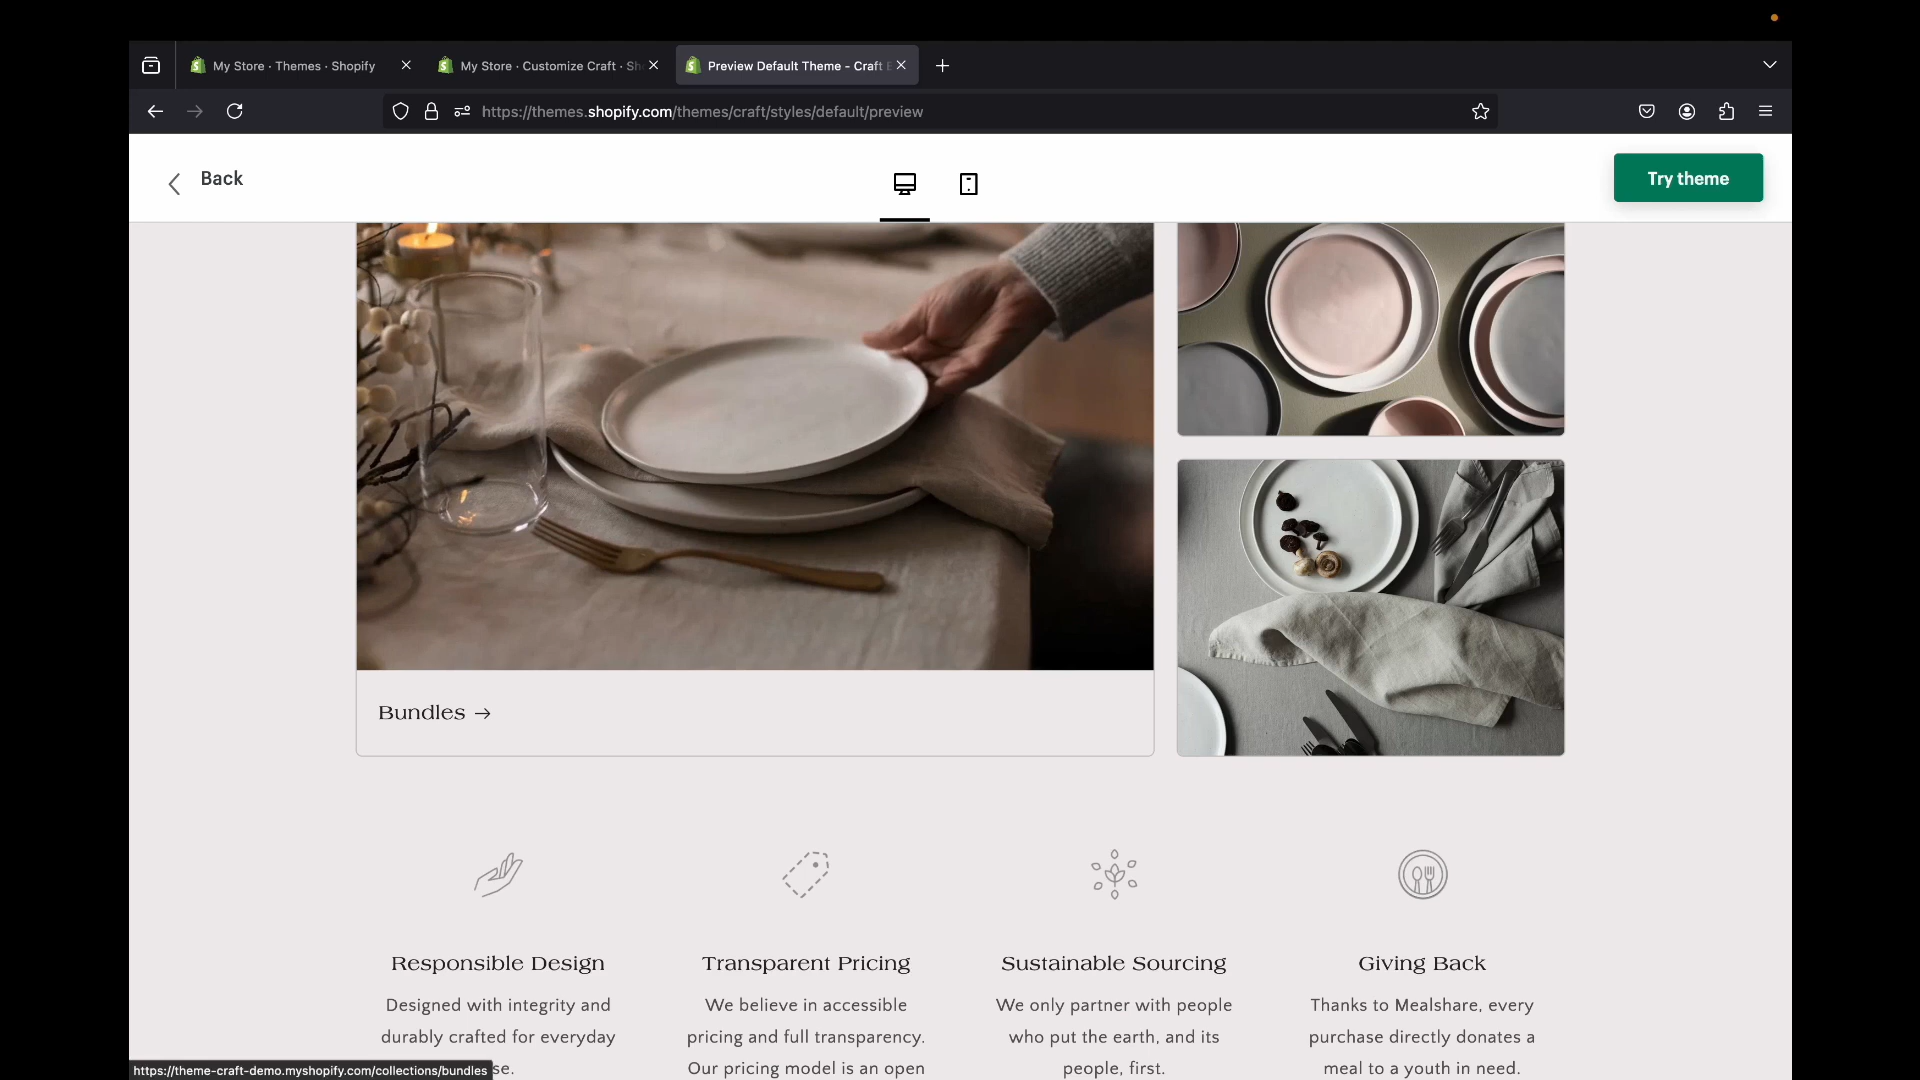 My Store · Themes · Shopify
My Store · Customize Craft · Sh
Preview Default Theme - Craft E
https://themes.shopify.com/themes/craft/styles/default/preview
Back
Try theme
Bundles →
Responsible Design
Transparent Pricing
Sustainable Sourcing
Giving Back
Designed with integrity and
durably crafted for everyday
se.
We believe in accessible
pricing and full transparency.
Our pricing model is an open
We only partner with people
who put the earth, and its
people, first.
Thanks to Mealshare, every
purchase directly donates a
meal to a youth in need.
https://theme-craft-demo.myshopify.com/collections/bundles